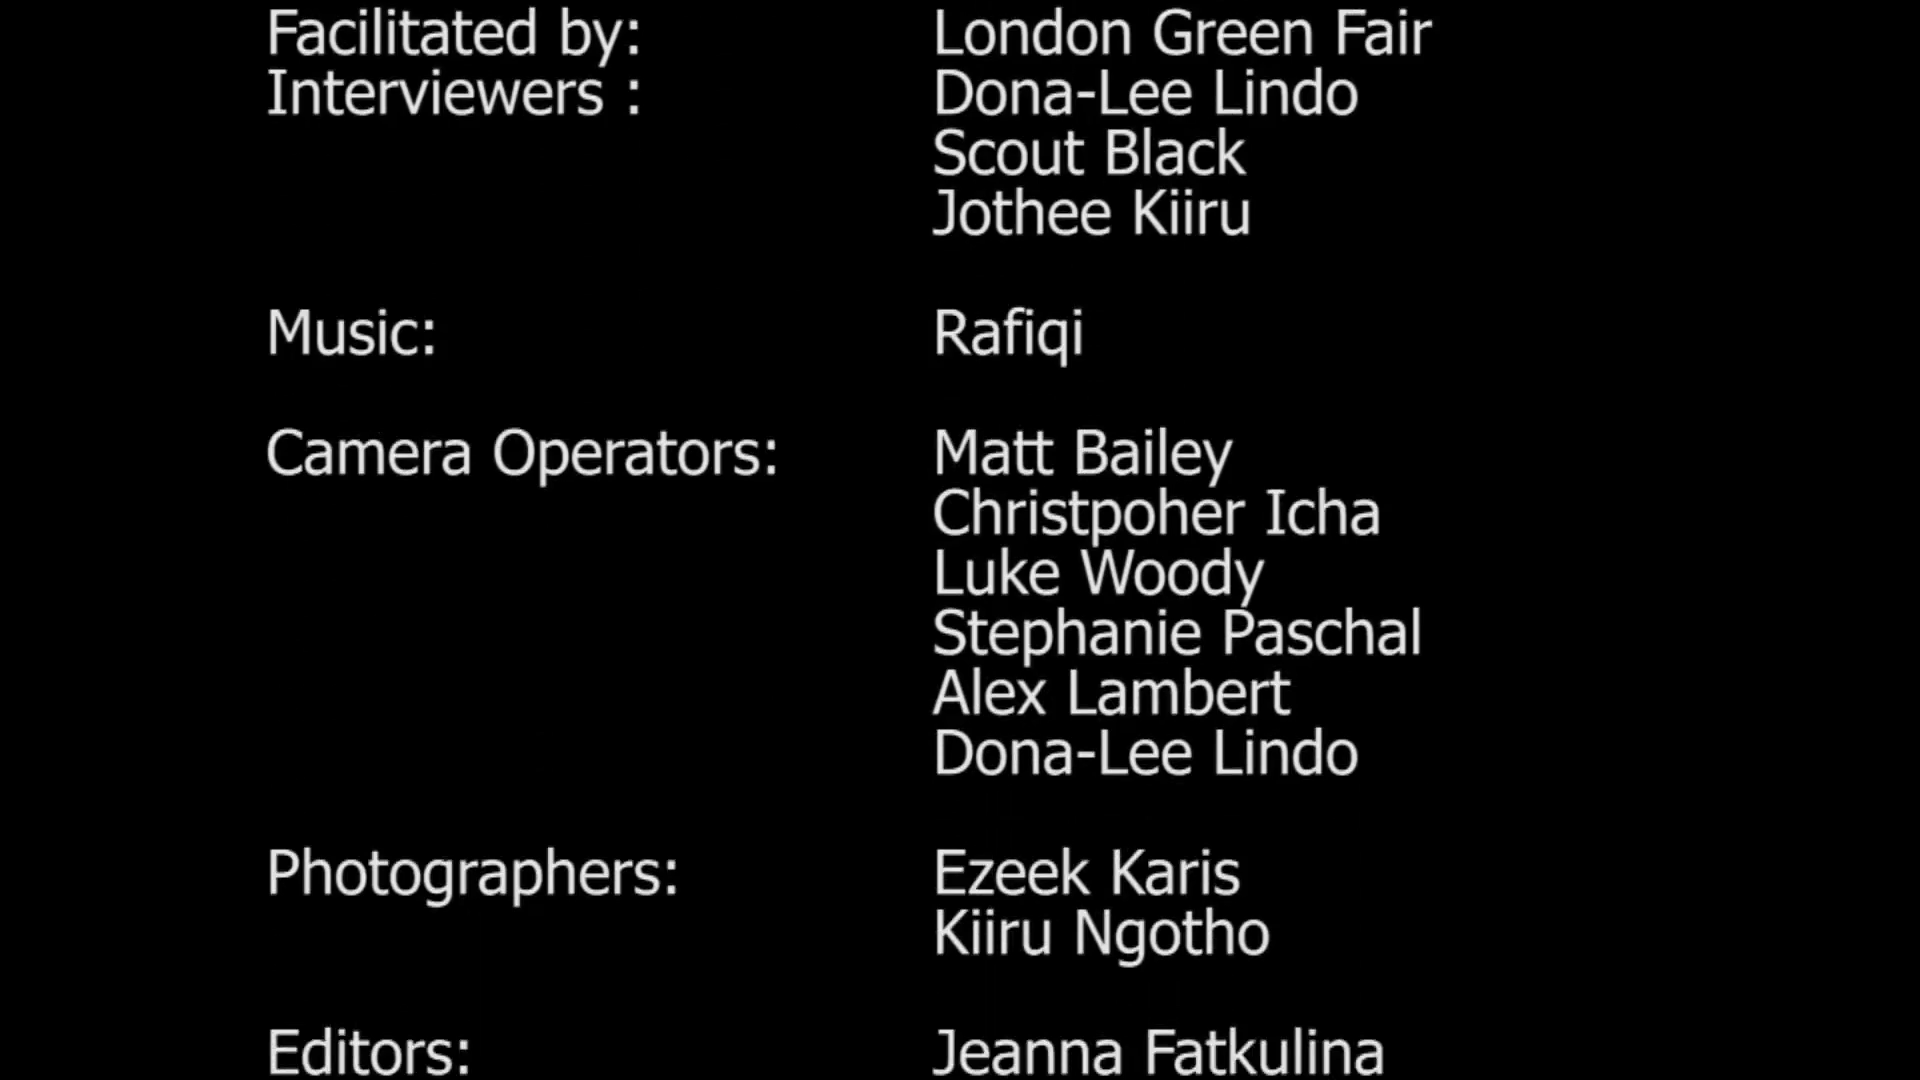 Facilitated by: London Green Fair
Interviewers : Dona-Lee Lindo
Scout Black
Jothee Kiiru
Music: Rafiqi
Camera Operators: Matt Bailey
Christpoher Icha
Luke Woody
Stephanie Paschal
Alex Lambert
Dona-Lee Lindo
Photographers: Ezeek Karis
Kiiru Ngotho
Editors: Jeanna Fatkulina